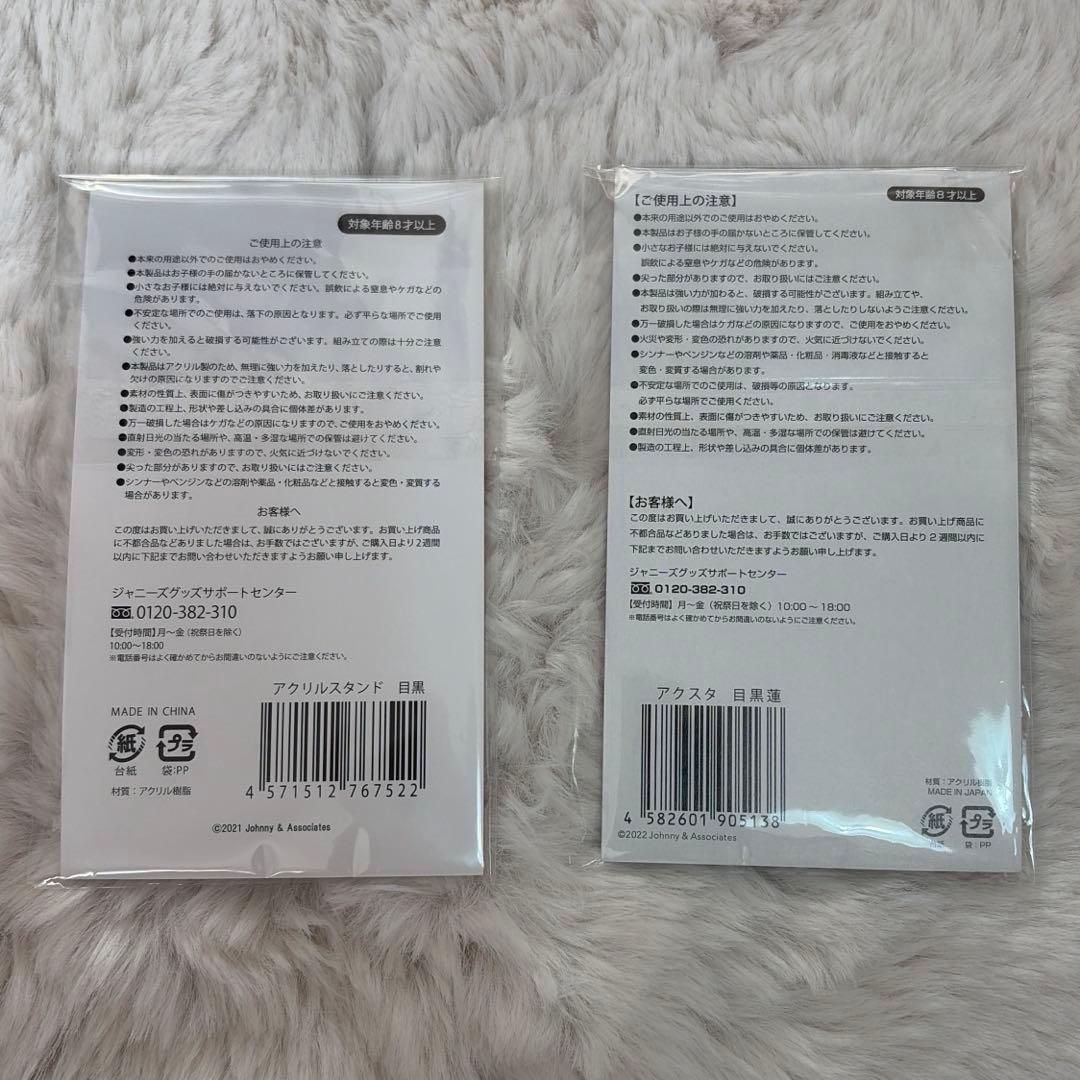 対象年齢8才以上
ご使用上の注意
●本来の用途以外でのご使用はおやめください。
●本製品はお子様の手の届かないところに保管してください。
●小さなお子様には絶対に与えないでください。誤飲による窒息やケガなどの
危険があります。
●不安定な場所でのご使用は、落下の原因となります。必ず平らな場所でご使用
ください。
●強い力を加えると破損する可能性がございます。組み立ての際は十分ご注意
ください。
●本製品はアクリル製のため、無理に強い力を加えたり、落としたりすると、割れや
欠けの原因になりますのでご注意ください。
●素材の性質上、表面に傷がつきやすいため、お取り扱いにご注意ください。
●製造の工程上、形状や差し込みの具合に個体差があります。
●万一破損した場合はケガなどの原因になりますので、ご使用をおやめください。
●直射日光の当たる場所や、高温・多湿な場所での保管は避けてください。
●変形・変色の恐れがありますので、火気に近づけないでください。
●尖った部分がありますので、お取り扱いにはご注意ください。
●シンナーやベンジンなどの溶剤や薬品・化粧品などと接触すると変色・変質する
場合があります。
お客様へ
この度はお買い上げいただきまして、誠にありがとうございます。お買い上げ商品
に不都合品などありました場合は、お手数ではございますが、ご購入日より2週間
以内に下記までお問い合わせいただきますようお願い申し上げます。
ジャニーズグッズサポートセンター
0120-382-310
【受付時間】月〜金（祝祭日を除く）
10:00〜18:00
※電話番号はよく確かめてからお間違いのないようにご注意ください。
アクリルスタンド 目黒
MADE IN CHINA
紙 プラ
台紙 袋:PP
材質：アクリル樹脂
4 571512 767522
©2021 Johnny & Associates
対象年齢8才以上
【ご使用上の注意】
●本来の用途以外でのご使用はおやめください。
●本製品はお子様の手の届かないところに保管してください。
●小さなお子様には絶対に与えないでください。
誤飲による窒息やケガなどの危険があります。
●尖った部分がありますので、お取り扱いにはご注意ください。
●本製品は強い力が加わると、破損する可能性がございます。組み立てや、
お取り扱いの際は無理に強い力を加えたり、落としたりしないようご注意ください。
●万一破損した場合はケガなどの原因になりますので、ご使用をおやめください。
●火災や変形・変色の恐れがありますので、火気に近づけないでください。
●シンナーやベンジンなどの溶剤や薬品・化粧品・消毒液などと接触すると
変色・変質する場合があります。
●不安定な場所でのご使用は、破損等の原因となります。
必ず平らな場所でご使用ください。
●素材の性質上、表面に傷がつきやすいため、お取り扱いにはご注意ください。
●直射日光の当たる場所や、高温・多湿な場所での保管は避けてください。
●製造の工程上、形状や差し込みの具合に個体差があります。
【お客様へ】
この度はお買い上げいただきまして、誠にありがとうございます。お買い上げ商品に
不都合品などありました場合は、お手数ではございますが、ご購入日より2週間以内に
下記までお問い合わせいただきますようお願い申し上げます。
ジャニーズグッズサポートセンター
0120-382-310
【受付時間】月〜金（祝祭日を除く）10:00〜18:00
※電話番号はよく確かめてからお間違いのないようにご注意ください。
アクスタ 目黒蓮
4 582601 905138
©2022 Johnny & Associates
材質：アクリル樹脂
MADE IN JAPAN
紙 プラ
台紙 袋：PP